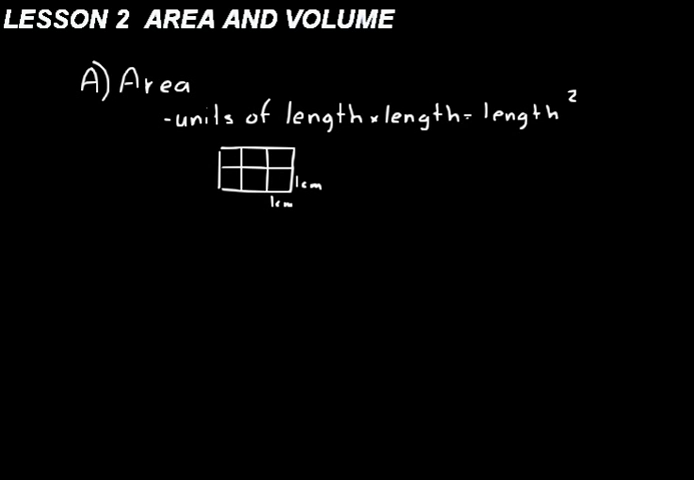 LESSON 2 AREA AND VOLUME
A) Area
-units of length x length = length²
1cm
1cm